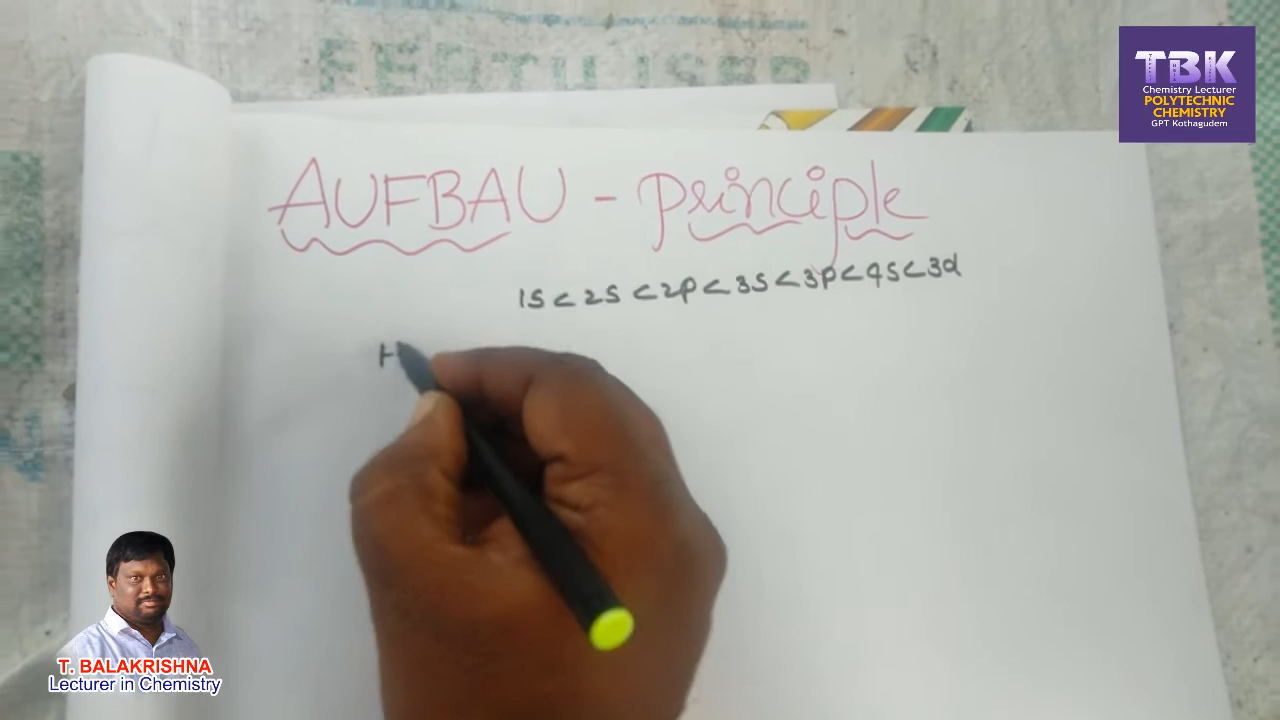 FERTILISER
TBK
Chemistry Lecturer
POLYTECHNIC
CHEMISTRY
GPT Kothagudem
AUFBAU - Principle
1s < 2s < 2p < 3s < 3p < 4s < 3d
H
T. BALAKRISHNA
Lecturer in Chemistry